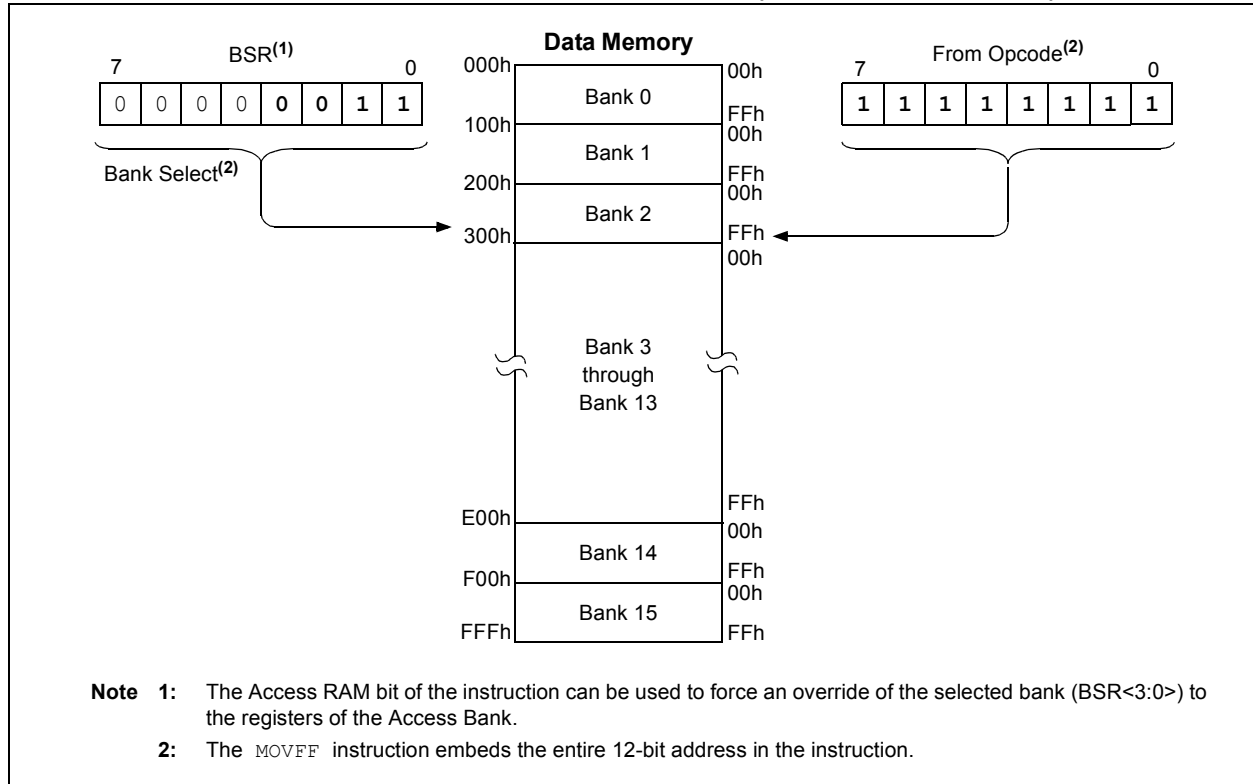 BSR(1)
7 0
0 0 0 0 0 0 1 1
Bank Select(2)
Data Memory
000h
00h
Bank 0
FFh
100h
00h
Bank 1
FFh
200h
00h
Bank 2
FFh
300h
00h
Bank 3
through
Bank 13
FFh
E00h
00h
Bank 14
FFh
F00h
00h
Bank 15
FFFh
FFh
From Opcode(2)
7 0
1 1 1 1 1 1 1 1
Note 1: The Access RAM bit of the instruction can be used to force an override of the selected bank (BSR<3:0>) to
the registers of the Access Bank.
2: The MOVFF instruction embeds the entire 12-bit address in the instruction.